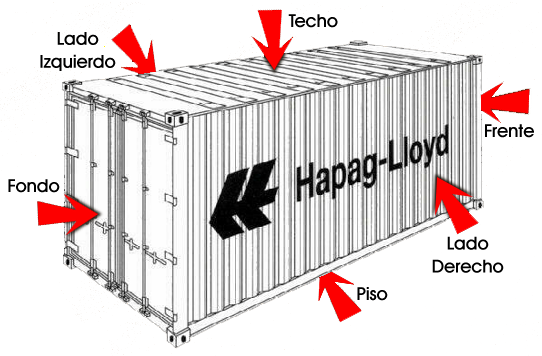 Techo
Lado
Izquierdo
Frente
Hapag-Lloyd
Fondo
Lado
Derecho
Piso